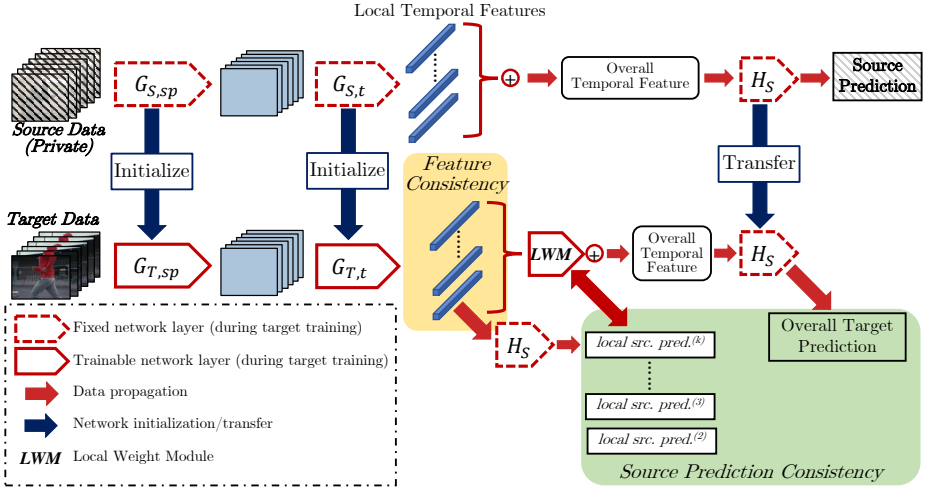 Local Temporal Features
G_{S,sp}
G_{S,t}
Overall
Temporal Feature
H_S
Source
Prediction
Source Data
(Private)
Initialize
Initialize
Transfer
Feature
Consistency
Target Data
G_{T,sp}
G_{T,t}
LWM
Overall
Temporal
Feature
H_S
Fixed network layer (during target training)
Trainable network layer (during target training)
Data propagation
Network initialization/transfer
LWM Local Weight Module
H_S
local src. pred.^{(k)}
local src. pred.^{(3)}
local src. pred.^{(2)}
Overall Target
Prediction
Source Prediction Consistency